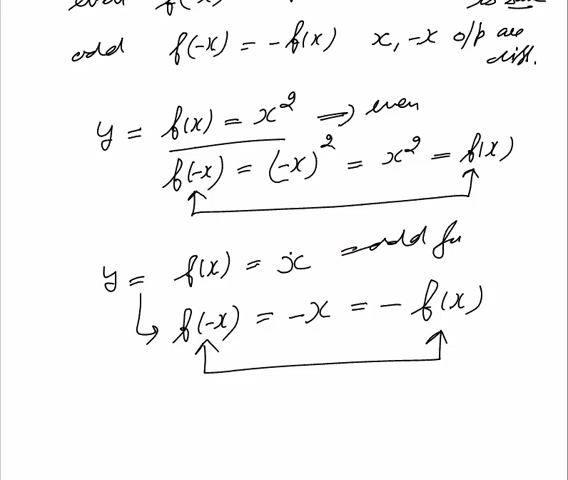 odd f(-x) = -f(x) x, -x o/p are diff.
y = f(x) = x² ⟹ even
f(-x) = (-x)² = x² = f(x)
y = f(x) = x odd fn
f(-x) = -x = - f(x)